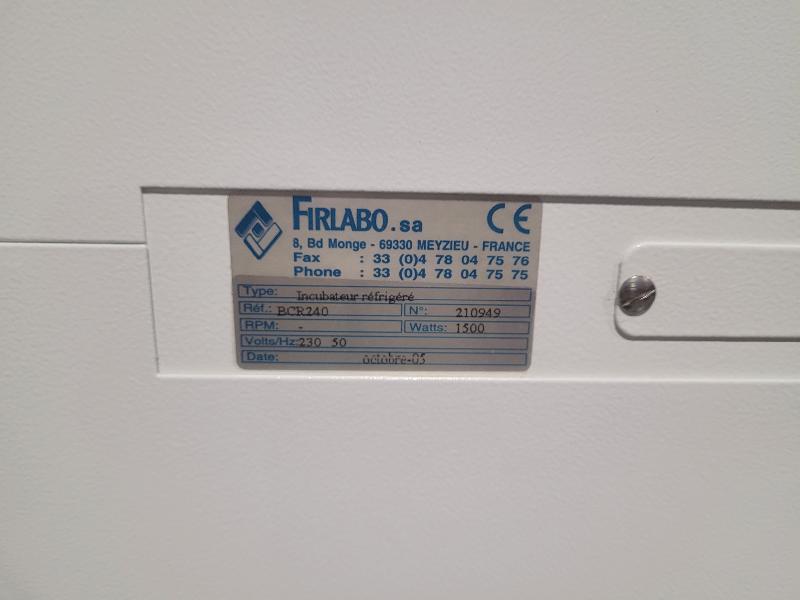 FIRLABO.sa CE
8, Bd Monge - 69330 MEYZIEU - FRANCE
Fax : 33 (0)4 78 04 75 76
Phone : 33 (0)4 78 04 75 75
Type: Incubateur réfrigéré
Réf.: BCR240 N°: 210949
RPM: - Watts: 1500
Volts/Hz: 230 50
Date: octobre-05